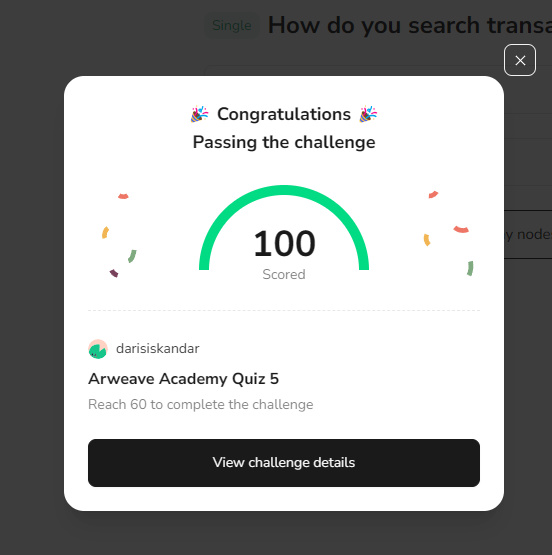 Single How do you search transa
Congratulations
Passing the challenge
y node
100
Scored
darisiskandar
Arweave Academy Quiz 5
Reach 60 to complete the challenge
View challenge details